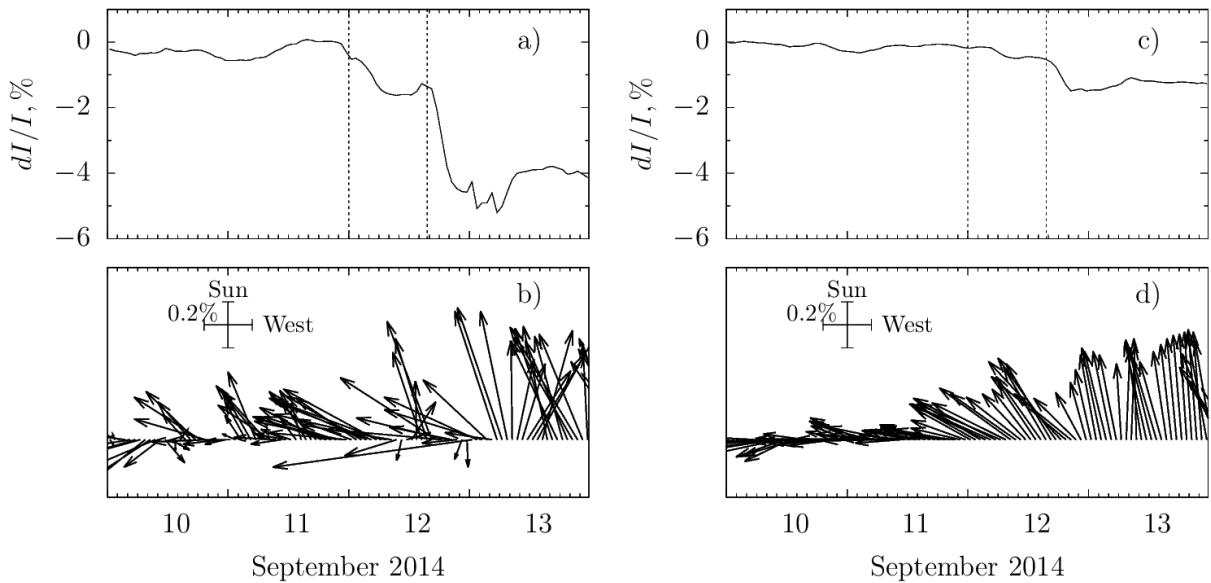 a)
0
−2
−4
−6
dI/I, %
c)
0
−2
−4
−6
dI/I, %
b)
Sun
0.2%
West
d)
Sun
0.2%
West
10 11 12 13
September 2014
10 11 12 13
September 2014